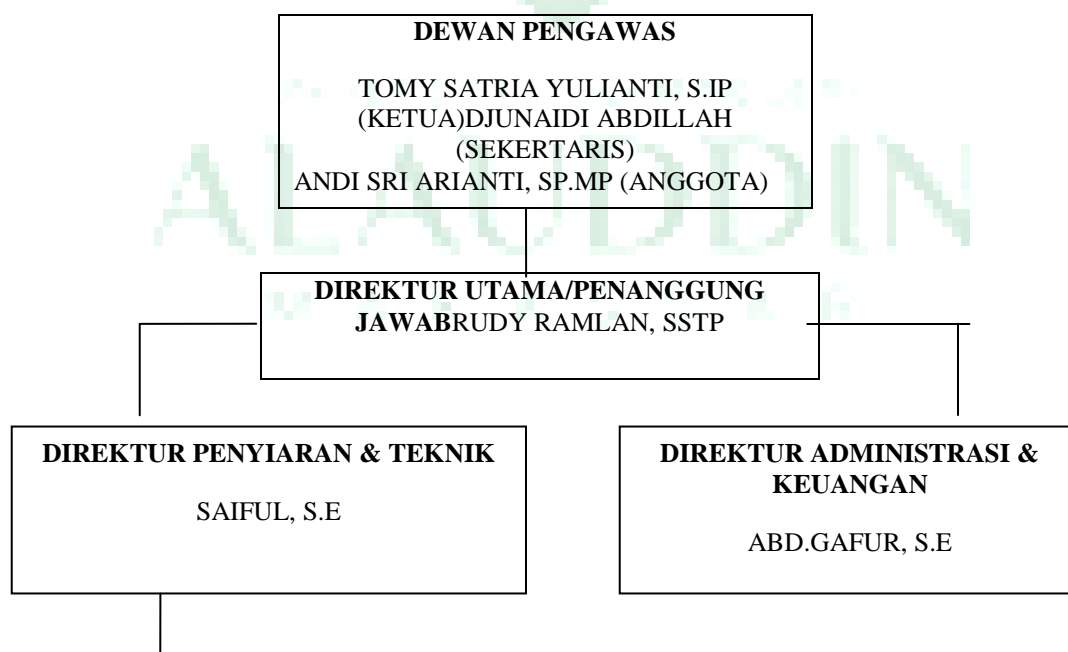 DEWAN PENGAWAS
TOMY SATRIA YULIANTI, S.IP
(KETUA)DJUNAIDI ABDILLAH
(SEKERTARIS)
ANDI SRI ARIANTI, SP.MP (ANGGOTA)
ALAUDDIN
DIREKTUR UTAMA/PENANGGUNG
JAWABRUDY RAMLAN, SSTP
DIREKTUR PENYIARAN & TEKNIK
SAIFUL, S.E
DIREKTUR ADMINISTRASI &
KEUANGAN
ABD.GAFUR, S.E